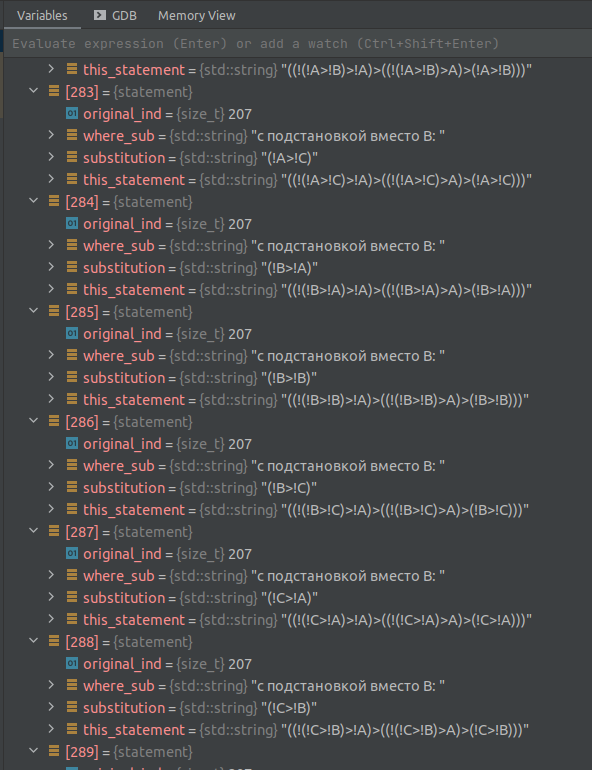 Variables GDB Memory View
Evaluate expression (Enter) or add a watch (Ctrl+Shift+Enter)
this_statement = {std::string} "((!(!A>!B)>!A)>((!(!A>!B)>A)>(!A>!B)))"
[283] = {statement}
01 original_ind = {size_t} 207
where_sub = {std::string} "с подстановкой вместо B: "
substitution = {std::string} "(!A>!C)"
this_statement = {std::string} "((!(!A>!C)>!A)>((!(!A>!C)>A)>(!A>!C)))"
[284] = {statement}
01 original_ind = {size_t} 207
where_sub = {std::string} "с подстановкой вместо B: "
substitution = {std::string} "(!B>!A)"
this_statement = {std::string} "((!(!B>!A)>!A)>((!(!B>!A)>A)>(!B>!A)))"
[285] = {statement}
01 original_ind = {size_t} 207
where_sub = {std::string} "с подстановкой вместо B: "
substitution = {std::string} "(!B>!B)"
this_statement = {std::string} "((!(!B>!B)>!A)>((!(!B>!B)>A)>(!B>!B)))"
[286] = {statement}
01 original_ind = {size_t} 207
where_sub = {std::string} "с подстановкой вместо B: "
substitution = {std::string} "(!B>!C)"
this_statement = {std::string} "((!(!B>!C)>!A)>((!(!B>!C)>A)>(!B>!C)))"
[287] = {statement}
01 original_ind = {size_t} 207
where_sub = {std::string} "с подстановкой вместо B: "
substitution = {std::string} "(!C>!A)"
this_statement = {std::string} "((!(!C>!A)>!A)>((!(!C>!A)>A)>(!C>!A)))"
[288] = {statement}
01 original_ind = {size_t} 207
where_sub = {std::string} "с подстановкой вместо B: "
substitution = {std::string} "(!C>!B)"
this_statement = {std::string} "((!(!C>!B)>!A)>((!(!C>!B)>A)>(!C>!B)))"
[289] = {statement}